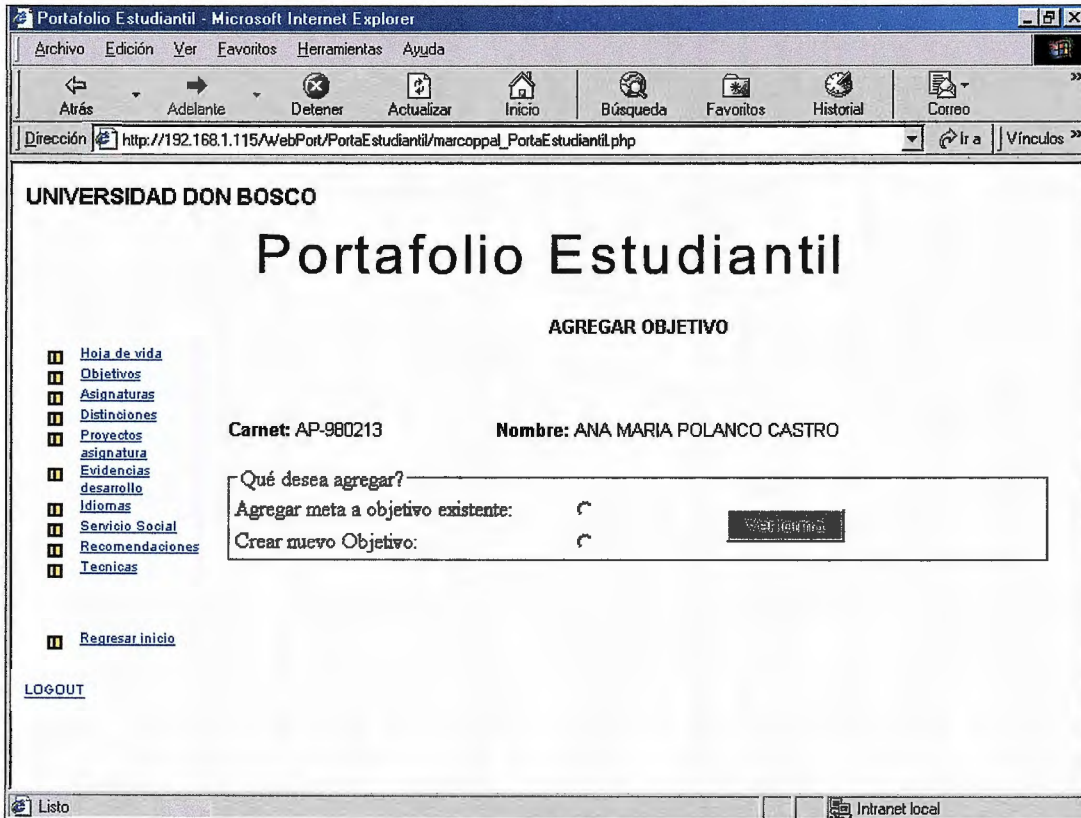 Portafolio Estudiantil - Microsoft Internet Explorer
Archivo Edición Ver Favoritos Herramientas Ayuda
Atrás Adelante Detener Actualizar Inicio Búsqueda Favoritos Historial Correo »
Dirección http://192.168.1.115/WebPort/PortaEstudiantil/marcoppal_PortaEstudiantil.php Ir a Vínculos »
UNIVERSIDAD DON BOSCO
Portafolio Estudiantil
AGREGAR OBJETIVO
Hoja de vida
Objetivos
Asignaturas
Distinciones
Proyectos
asignatura
Evidencias
desarrollo
Idiomas
Servicio Social
Recomendaciones
Tecnicas
Regresar inicio
LOGOUT
Carnet: AP-980213 Nombre: ANA MARIA POLANCO CASTRO
Qué desea agregar?
Agregar meta a objetivo existente:
Crear nuevo Objetivo:
Listo Intranet local